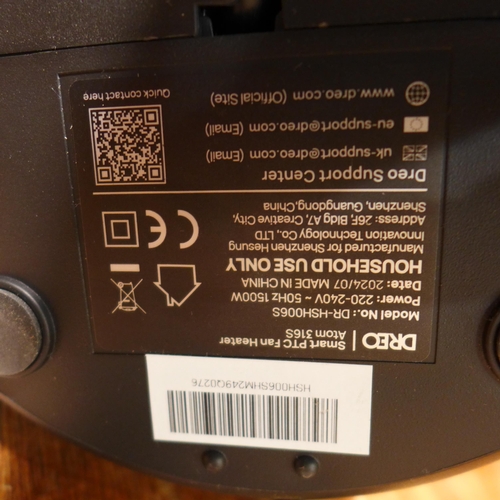 DREO
Smart PTC Fan Heater
Atom 316S
Model No.: DR-HSH006S
Power: 220-240V ~ 50Hz 1500W
Date: 2024/07 MADE IN CHINA
HOUSEHOLD USE ONLY
Manufactured for Shenzhen Hesung
Innovation Technology Co., LTD
Address: 26F, Bldg A7, Creative City,
Shenzhen, Guangdong, China
CE
Dreo Support Center
uk-support@dreo.com (Email)
eu-support@dreo.com (Email)
www.dreo.com (Official Site)
Quick contact here
HSH006SHM249Q0276